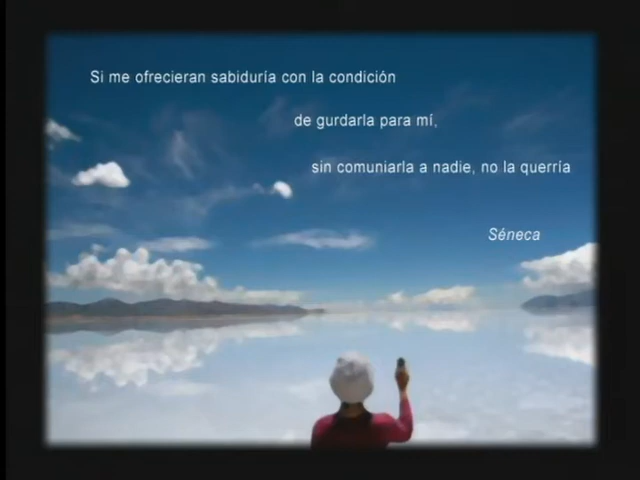 Si me ofrecieran sabiduría con la condición
de gurdarla para mí,
sin comuniarla a nadie, no la querría
Séneca